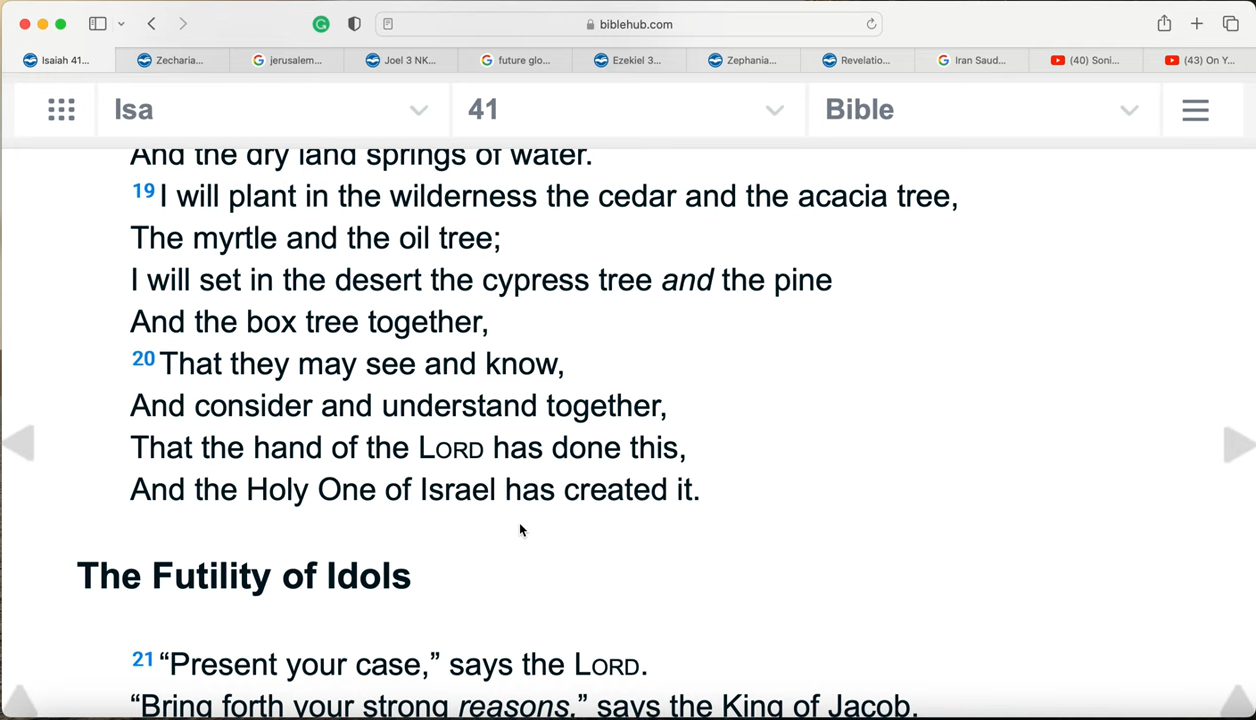 biblehub.com
Isaiah 41...
Zecharia...
jerusalem...
Joel 3 NK...
future glo...
Ezekiel 3...
Zephania...
Revelatio...
Iran Saud...
(40) Soni...
(43) On Y...
Isa
41
Bible
And the dry land springs of water.
19 I will plant in the wilderness the cedar and the acacia tree,
The myrtle and the oil tree;
I will set in the desert the cypress tree and the pine
And the box tree together,
20 That they may see and know,
And consider and understand together,
That the hand of the LORD has done this,
And the Holy One of Israel has created it.
The Futility of Idols
21 “Present your case,” says the LORD.
“Bring forth your strong reasons,” says the King of Jacob.